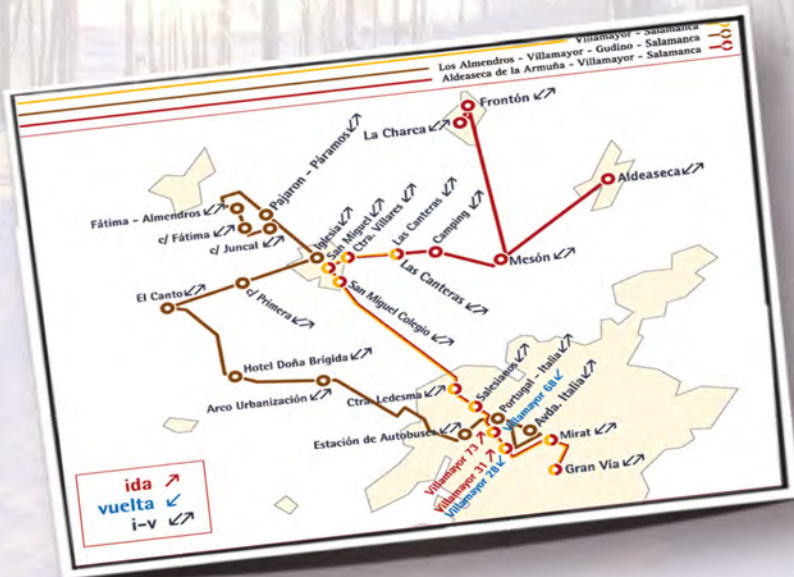 Villamayor - Salamanca
Los Almendros - Villamayor - Gudino - Salamanca
Aldeaseca de la Armuña - Villamayor - Salamanca
Frontón
La Charca
Pajaron - Páramos
Aldeaseca
Fátima - Almendros
c/ Fátima
c/ Juncal
Iglesia
San Miguel
Ctra. Villares
Las Canteras
Camping
Las Canteras
Mesón
El Canto
c/ Primera
San Miguel Colegio
Hotel Doña Brígida
Arco Urbanización
Ctra. Ledesma
Salesianos
Portugal - Italia
Villamayor 68
Avda. Italia
Estación de Autobuses
Mirat
Gran Vía
Villamayor 73
Villamayor 31
Villamayor 28
ida
vuelta
i-v